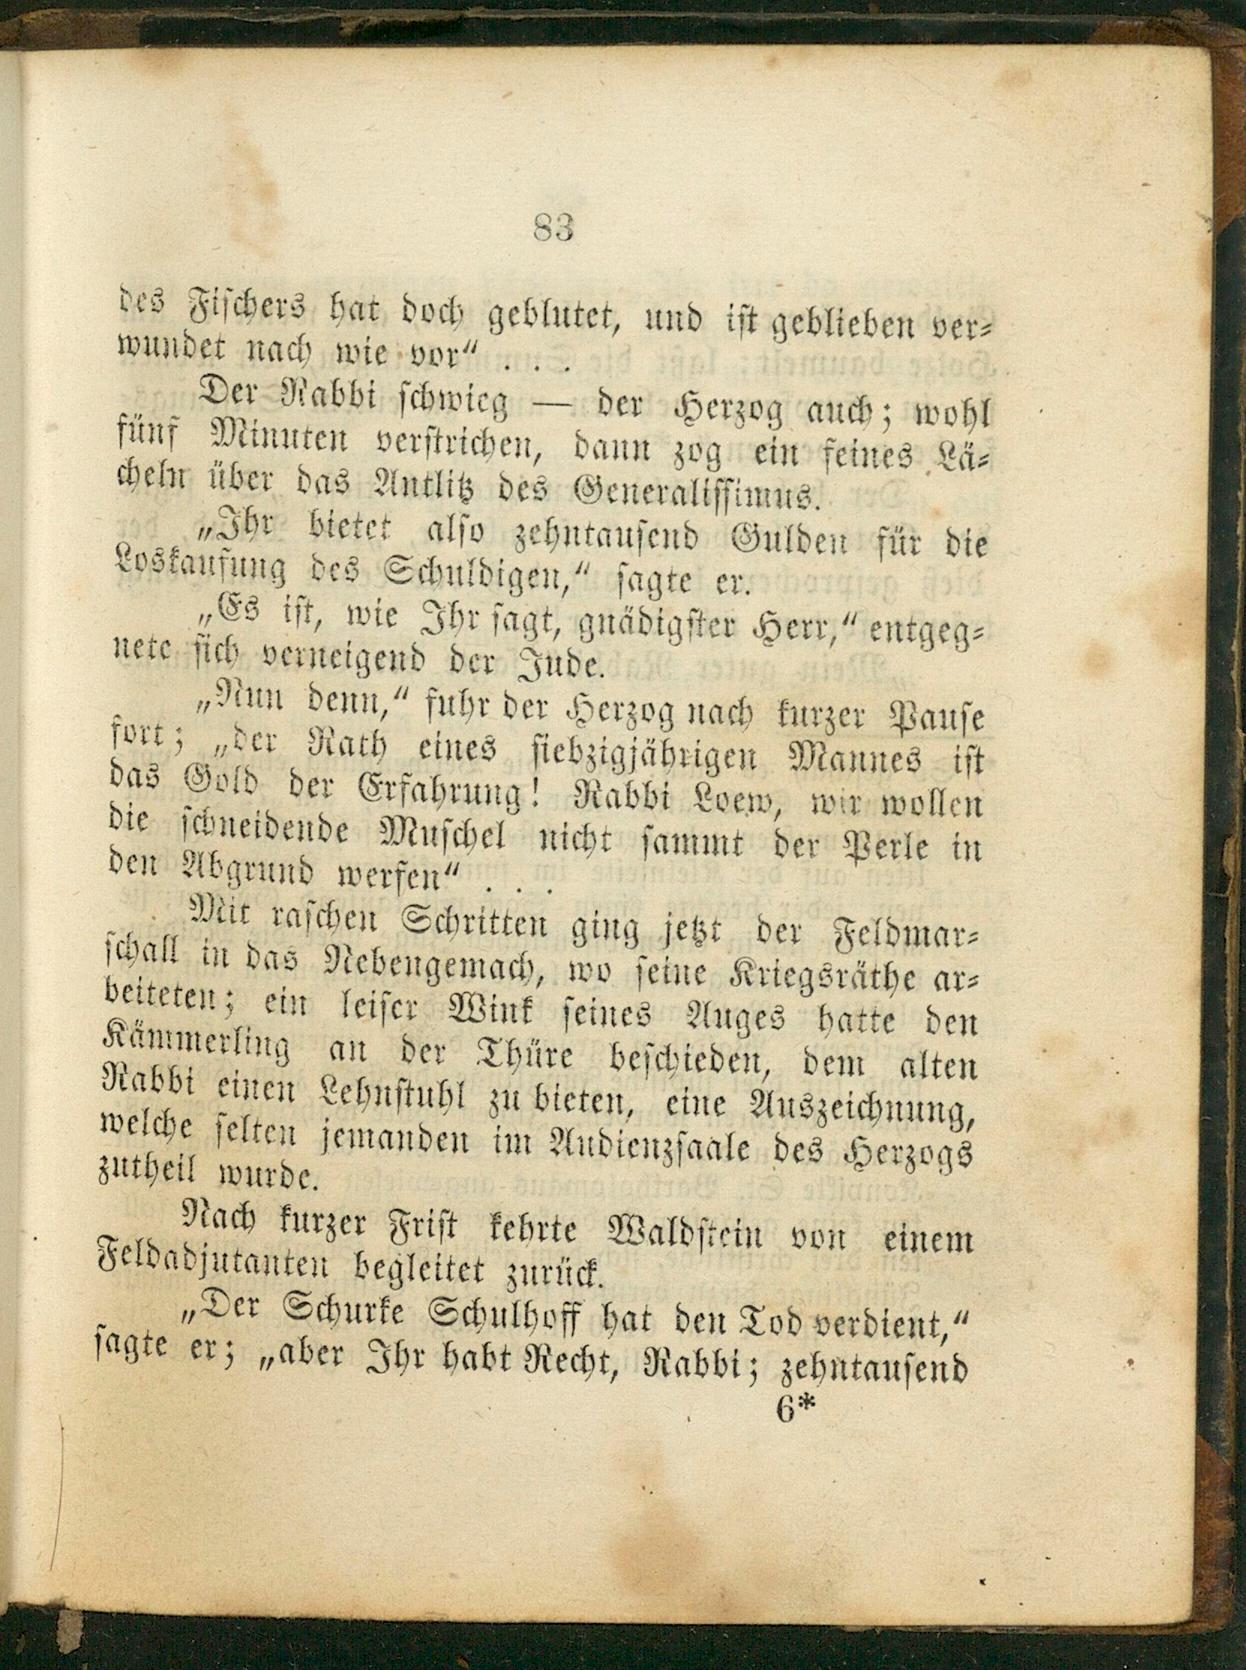 83
des Fischers hat doch geblutet, und ist geblieben ver-
wundet nach wie vor“ . . .
Der Rabbi schwieg — der Herzog auch; wohl
fünf Minuten verstrichen, dann zog ein feines Lä-
cheln über das Antlitz des Generalissimus.
„Ihr bietet also zehntausend Gulden für die
Loskaufung des Schuldigen,“ sagte er.
„Es ist, wie Ihr sagt, gnädigster Herr,“ entgeg-
nete sich verneigend der Jude.
„Nun denn,“ fuhr der Herzog nach kurzer Pause
fort; „der Rath eines siebzigjährigen Mannes ist
das Gold der Erfahrung! Rabbi Loew, wir wollen
die schneidende Muschel nicht sammt der Perle in
den Abgrund werfen“ . . .
Mit raschen Schritten ging jetzt der Feldmar-
schall in das Nebengemach, wo seine Kriegsräthe ar-
beiteten; ein leiser Wink seines Auges hatte den
Kämmerling an der Thüre beschieden, dem alten
Rabbi einen Lehnstuhl zu bieten, eine Auszeichnung,
welche selten jemanden im Audienzsaale des Herzogs
zutheil wurde.
Nach kurzer Frist kehrte Waldstein von einem
Feldadjutanten begleitet zurück.
„Der Schurke Schulhoff hat den Tod verdient,“
sagte er; „aber Ihr habt Recht, Rabbi; zehntausend
6*